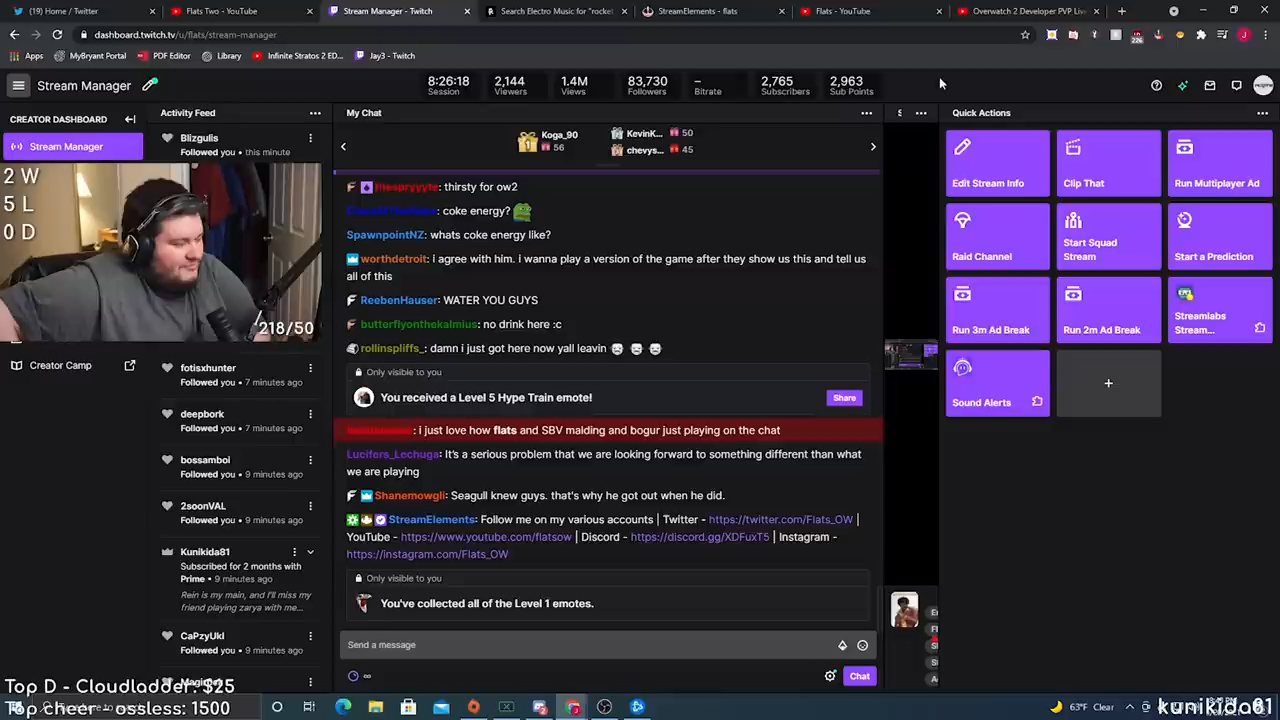 (1) Home / Twitter
Flats Two - YouTube
Stream Manager - Twitch
Search Electro Music for "rocke
StreamElements - flats
Flats - YouTube
Overwatch 2 Developer PVP Liv
dashboard.twitch.tv/u/flats/stream-manager
226
Apps
MyBryant Portal
PDF Editor
Library
Infinite Stratos 2 ED...
Jay3 - Twitch
Stream Manager
8:26:18
Session
2,144
Viewers
1.4M
Views
83,730
Followers
–
Bitrate
2,765
Subscribers
2,963
Sub Points
CREATOR DASHBOARD
Stream Manager
2 W
5 L
0 D
218/50
Creator Camp
Activity Feed
Blizgulis
Followed you • this minute
fotisxhunter
Followed you • 7 minutes ago
deepbork
Followed you • 7 minutes ago
bossamboi
Followed you • 9 minutes ago
2soonVAL
Followed you • 9 minutes ago
Kunikida81
Subscribed for 2 months with
Prime • 9 minutes ago
Rein is my main, and I'll miss my
friend playing zarya with me...
CaPzyUkl
Followed you • 9 minutes ago
My Chat
1
Koga_90
56
KevinK...
50
chevys...
45
thespryyyte: thirsty for ow2
coke energy?
SpawnpointNZ: whats coke energy like?
worthdetroit: i agree with him. i wanna play a version of the game after they show us this and tell us
all of this
ReebenHauser: WATER YOU GUYS
butterflyonthekalmius: no drink here :c
rollinspliffs_: damn i just got here now yall leavin
Only visible to you
You received a Level 5 Hype Train emote!
Share
: i just love how flats and SBV malding and bogur just playing on the chat
Lucifers_Lechuga: It's a serious problem that we are looking forward to something different than what
we are playing
Shanemowgli: Seagull knew guys. that's why he got out when he did.
StreamElements: Follow me on my various accounts | Twitter - https://twitter.com/Flats_OW |
YouTube - https://www.youtube.com/flatsow | Discord - https://discord.gg/XDFuxT5 | Instagram -
https://instagram.com/Flats_OW
Only visible to you
You've collected all of the Level 1 emotes.
Send a message
∞
Chat
Quick Actions
Edit Stream Info
Clip That
Run Multiplayer Ad
Raid Channel
Start Squad
Stream
Start a Prediction
Run 3m Ad Break
Run 2m Ad Break
Streamlabs
Stream...
Sound Alerts
+
Top D - Cloudladder: $25
Top cheer - ossless: 1500
63°F Clear
kunikida81